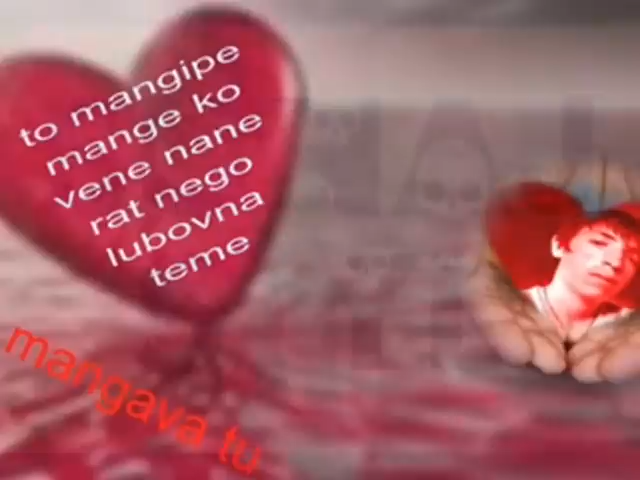 to mangipe
mange ko
vene nane
rat nego
lubovna
teme
mangava tu